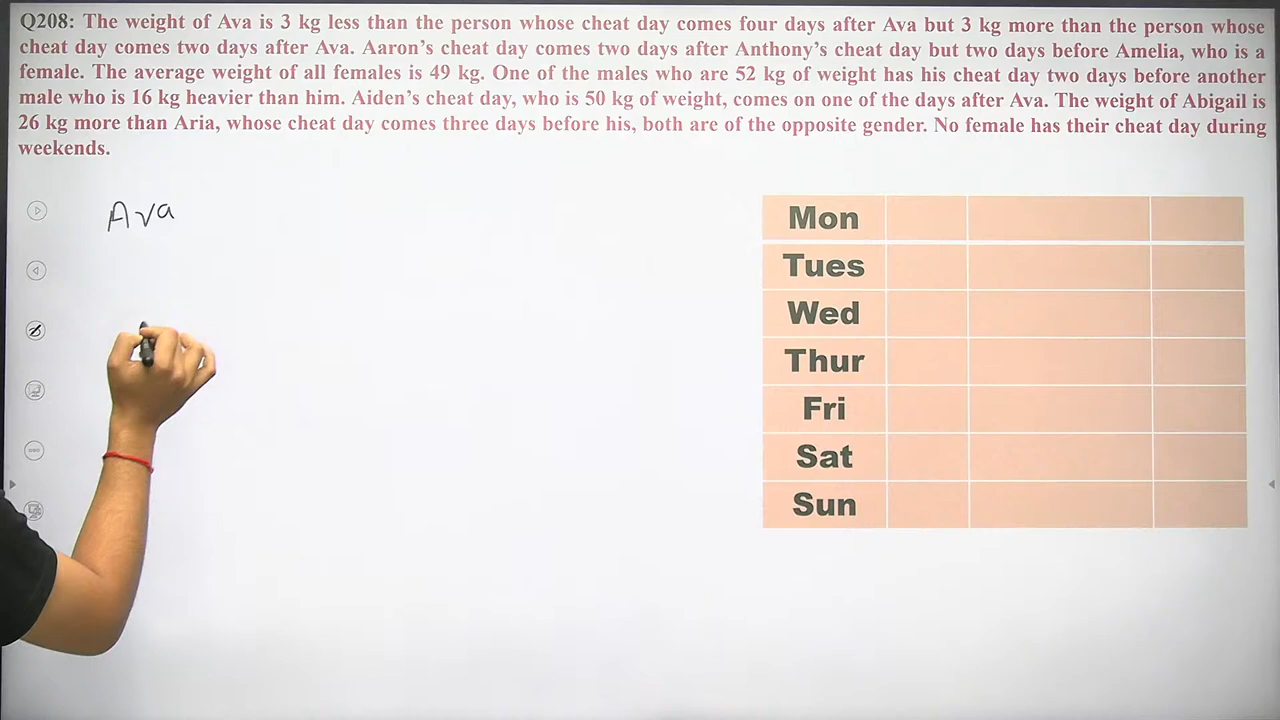 Q208: The weight of Ava is 3 kg less than the person whose cheat day comes four days after Ava but 3 kg more than the person whose
cheat day comes two days after Ava. Aaron's cheat day comes two days after Anthony's cheat day but two days before Amelia, who is a
female. The average weight of all females is 49 kg. One of the males who are 52 kg of weight has his cheat day two days before another
male who is 16 kg heavier than him. Aiden's cheat day, who is 50 kg of weight, comes on one of the days after Ava. The weight of Abigail is
26 kg more than Aria, whose cheat day comes three days before his, both are of the opposite gender. No female has their cheat day during
weekends.
Ava
Mon
Tues
Wed
Thur
Fri
Sat
Sun